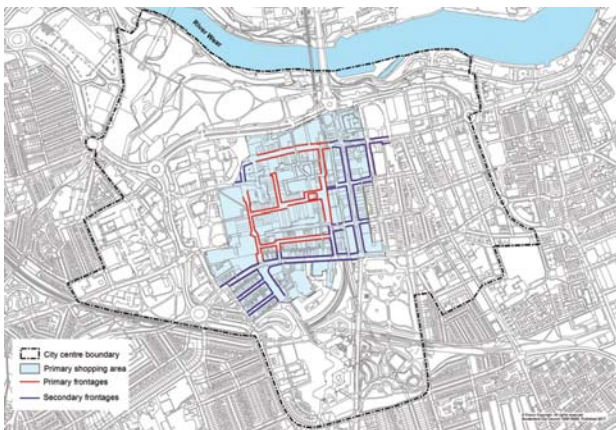 River Wear
City centre boundary
Primary shopping area
Primary frontages
Secondary frontages